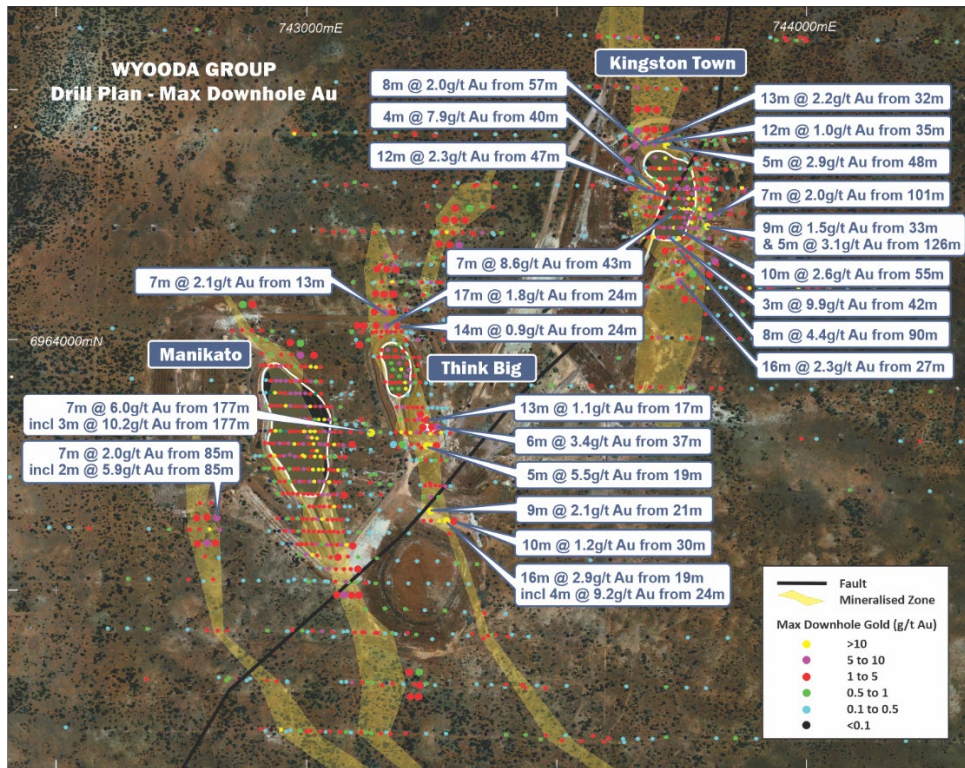 743000mE
744000mE
WYOODA GROUP
Drill Plan - Max Downhole Au
Kingston Town
8m @ 2.0g/t Au from 57m
4m @ 7.9g/t Au from 40m
12m @ 2.3g/t Au from 47m
13m @ 2.2g/t Au from 32m
12m @ 1.0g/t Au from 35m
5m @ 2.9g/t Au from 48m
7m @ 2.0g/t Au from 101m
9m @ 1.5g/t Au from 33m
& 5m @ 3.1g/t Au from 126m
10m @ 2.6g/t Au from 55m
3m @ 9.9g/t Au from 42m
8m @ 4.4g/t Au from 90m
16m @ 2.3g/t Au from 27m
7m @ 8.6g/t Au from 43m
7m @ 2.1g/t Au from 13m
17m @ 1.8g/t Au from 24m
14m @ 0.9g/t Au from 24m
6964000mN
Manikato
Think Big
7m @ 6.0g/t Au from 177m
incl 3m @ 10.2g/t Au from 177m
7m @ 2.0g/t Au from 85m
incl 2m @ 5.9g/t Au from 85m
13m @ 1.1g/t Au from 17m
6m @ 3.4g/t Au from 37m
5m @ 5.5g/t Au from 19m
9m @ 2.1g/t Au from 21m
10m @ 1.2g/t Au from 30m
16m @ 2.9g/t Au from 19m
incl 4m @ 9.2g/t Au from 24m
Fault
Mineralised Zone
Max Downhole Gold (g/t Au)
>10
5 to 10
1 to 5
0.5 to 1
0.1 to 0.5
<0.1